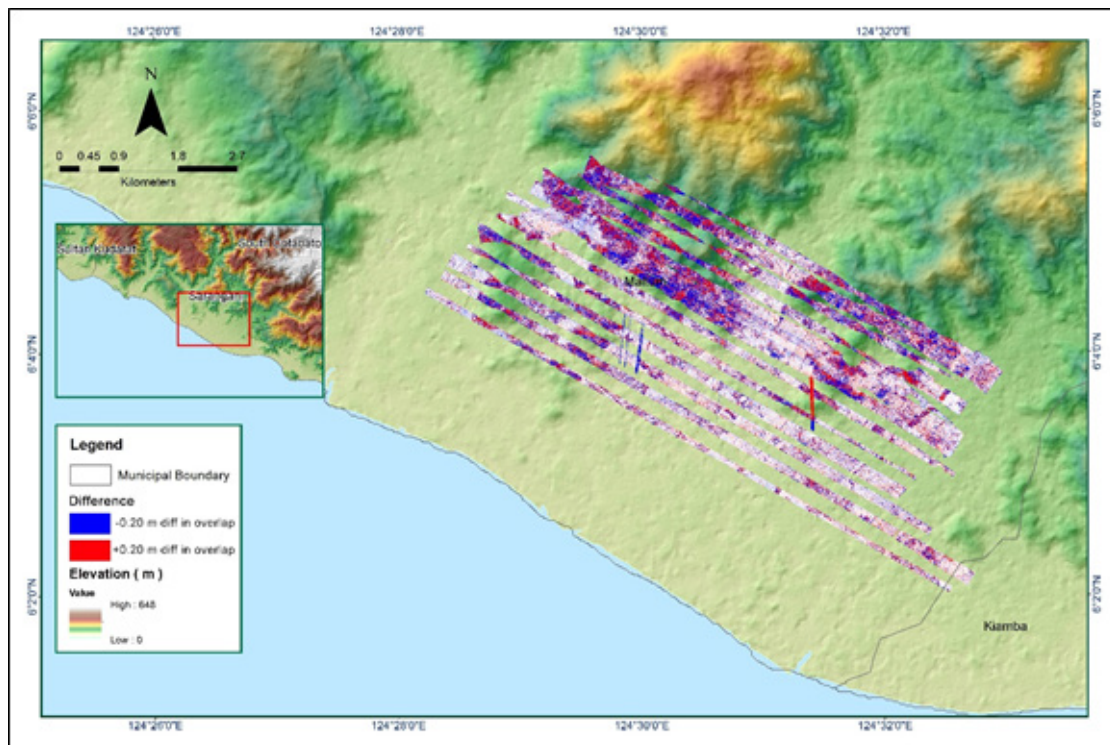 124°26'0"E 124°28'0"E 124°30'0"E 124°32'0"E
N
0 0.45 0.9 1.8 2.7
Kilometers
6°6'0"N 6°6'0"N
Sultan Kudarat South Cotabato
Sarangani
6°4'0"N 6°4'0"N
Legend
Municipal Boundary
Difference
-0.20 m diff in overlap
+0.20 m diff in overlap
Elevation ( m )
Value
High : 648
Low : 0
6°2'0"N 6°2'0"N
Kiamba
124°26'0"E 124°28'0"E 124°30'0"E 124°32'0"E